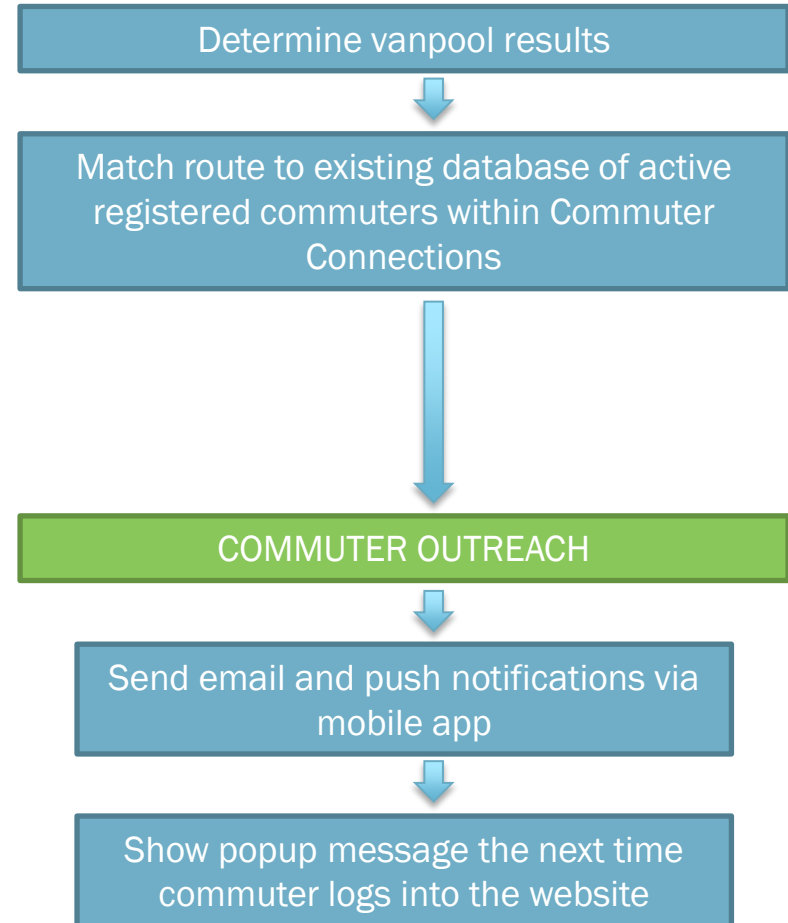 Determine vanpool results
Match route to existing database of active
registered commuters within Commuter
Connections
COMMUTER OUTREACH
Send email and push notifications via
mobile app
Show popup message the next time
commuter logs into the website